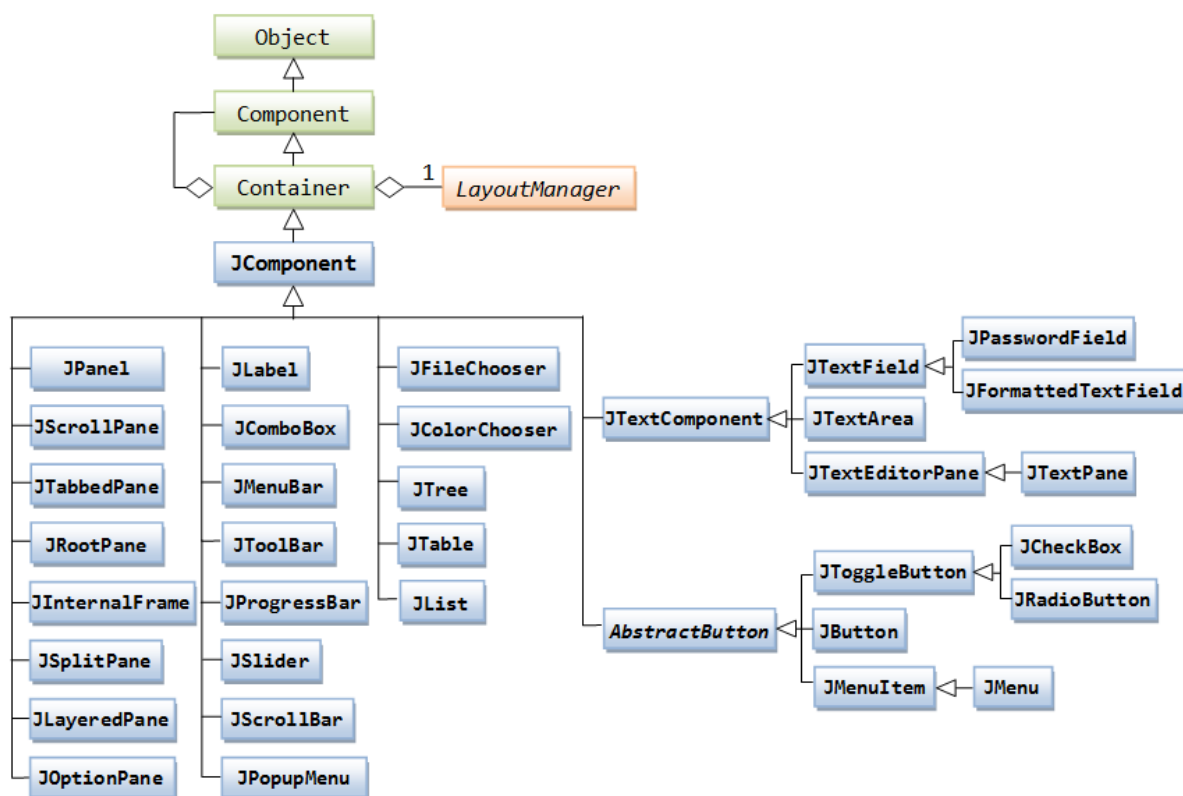 Object
Component
Container
1
LayoutManager
JComponent
JPanel
JScrollPane
JTabbedPane
JRootPane
JInternalFrame
JSplitPane
JLayeredPane
JOptionPane
JLabel
JComboBox
JMenuBar
JToolBar
JProgressBar
JSlider
JScrollBar
JPopupMenu
JFileChooser
JColorChooser
JTree
JTable
JList
JTextComponent
JTextField
JPasswordField
JFormattedTextField
JTextArea
JTextEditorPane
JTextPane
AbstractButton
JToggleButton
JCheckBox
JRadioButton
JButton
JMenuItem
JMenu